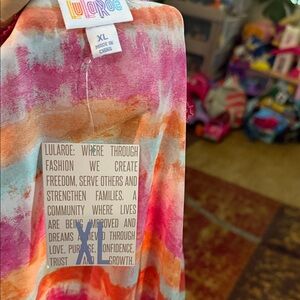 LuLaRoe
XL
MADE IN
CHINA
LULAROE: WHERE THROUGH
FASHION WE CREATE
FREEDOM, SERVE OTHERS AND
STRENGTHEN FAMILIES. A
COMMUNITY WHERE LIVES
ARE BEING IMPROVED AND
DREAMS ACHIEVED THROUGH
LOVE, PURPOSE, CONFIDENCE,
TRUST AND GROWTH.
XL